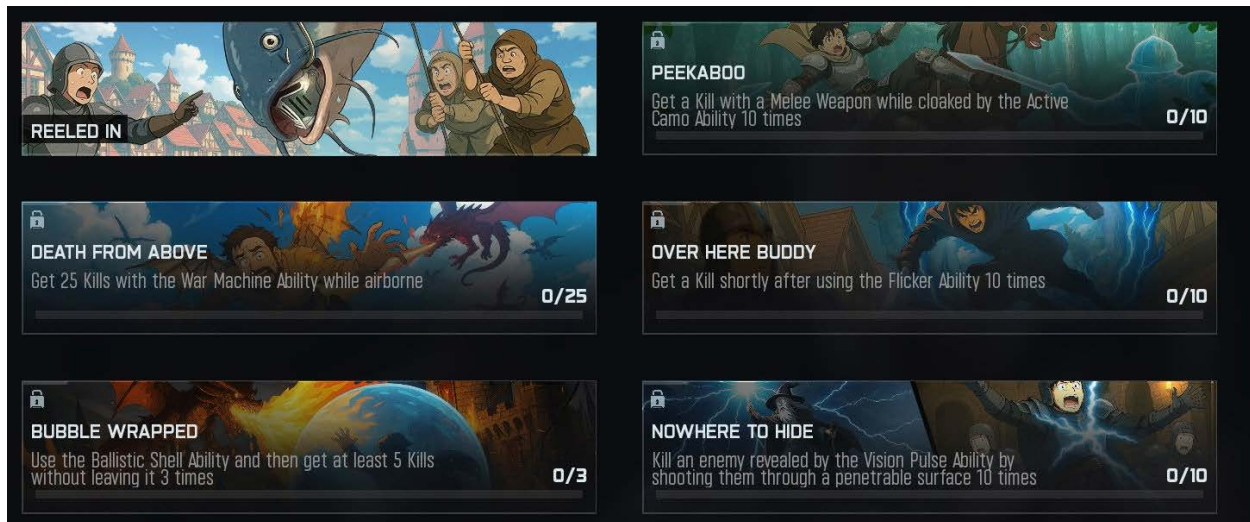 REELED IN
PEEKABOO
Get a Kill with a Melee Weapon while cloaked by the Active
Camo Ability 10 times
0/10
DEATH FROM ABOVE
Get 25 Kills with the War Machine Ability while airborne
0/25
OVER HERE BUDDY
Get a Kill shortly after using the Flicker Ability 10 times
0/10
BUBBLE WRAPPED
Use the Ballistic Shell Ability and then get at least 5 Kills
without leaving it 3 times
0/3
NOWHERE TO HIDE
Kill an enemy revealed by the Vision Pulse Ability by
shooting them through a penetrable surface 10 times
0/10